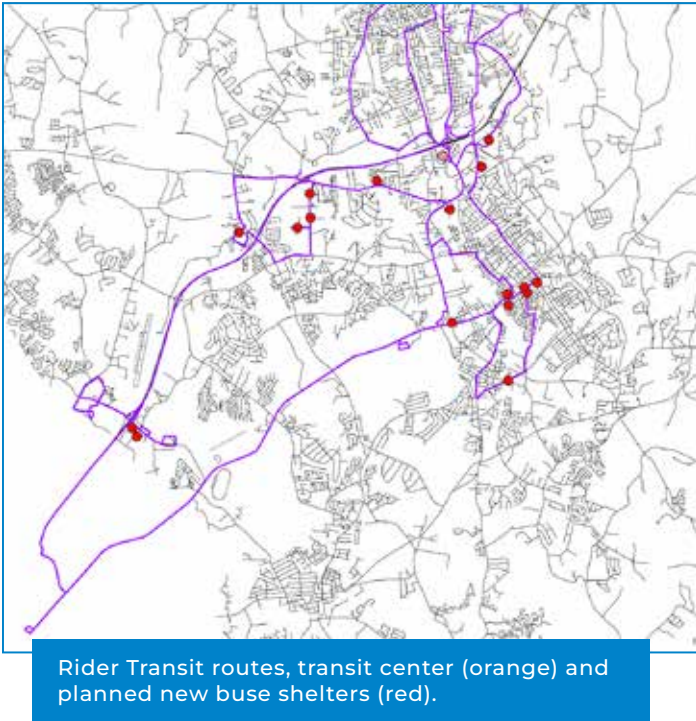 Rider Transit routes, transit center (orange) and
planned new buse shelters (red).